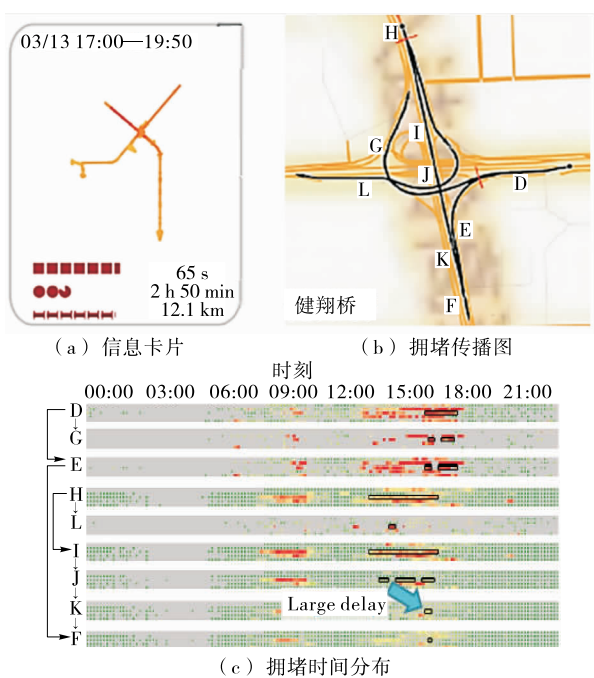 03/13 17:00—19:50
65 s
2 h 50 min
12.1 km
(a) 信息卡片
H
G
I
J
L
D
E
K
F
健翔桥
(b) 拥堵传播图
时刻
00:00 03:00 06:00 09:00 12:00 15:00 18:00 21:00
D
G
E
H
L
I
J
K
F
Large delay
(c) 拥堵时间分布